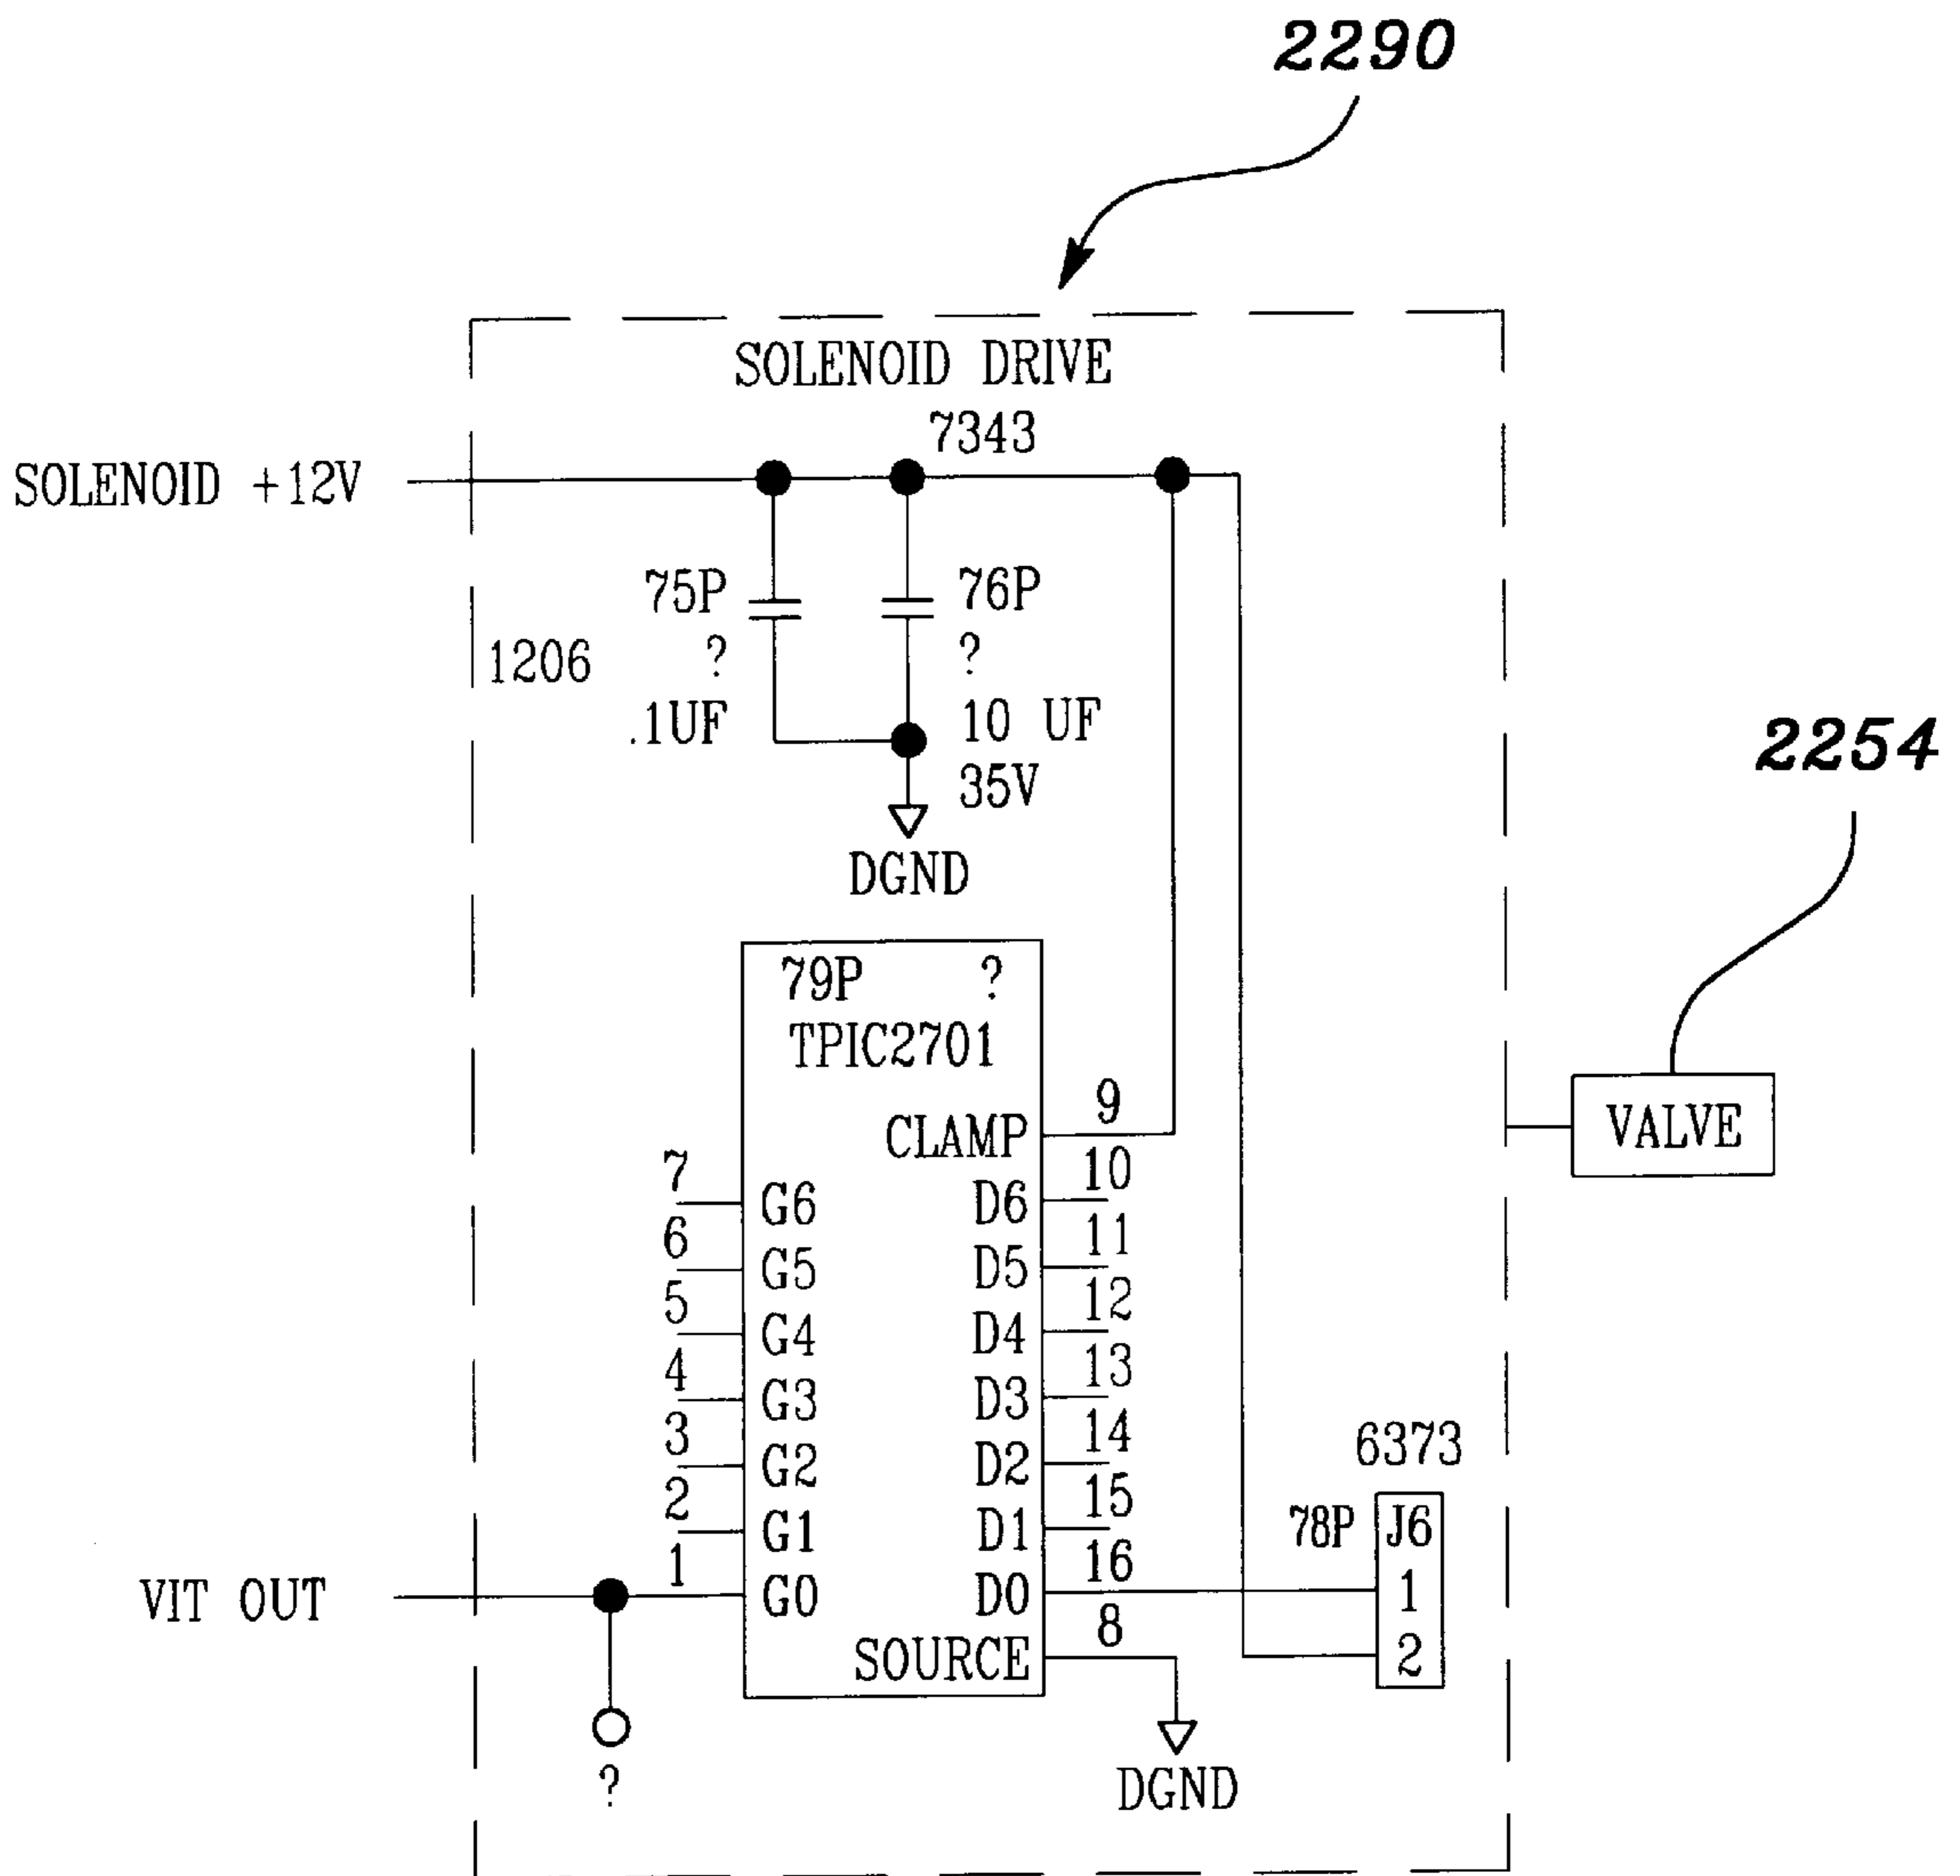 2290
SOLENOID DRIVE
7343
SOLENOID +12V
75P
76P
1206
?
?
.1UF
10 UF
35V
DGND
2254
79P ?
TPIC2701
CLAMP 9
VALVE
7 G6 D6 10
6 G5 D5 11
5 G4 D4 12
4 G3 D3 13
3 G2 D2 14
6373
2 G1 D1 15
78P J6
VIT OUT
1 G0 D0 16
1
SOURCE 8
2
?
DGND